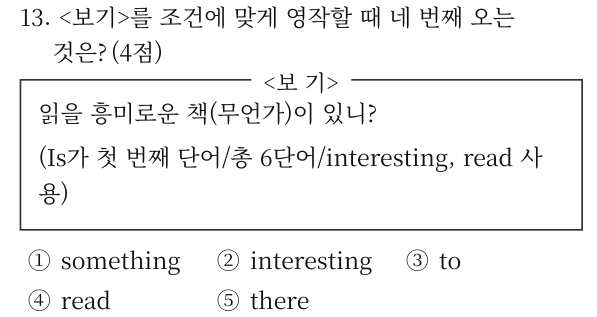 13. <보기>를 조건에 맞게 영작할 때 네 번째 오는
것은? (4점)
<보 기>
읽을 흥미로운 책(무언가)이 있니?
(Is가 첫 번째 단어/총 6단어/interesting, read 사
용)
① something ② interesting ③ to
④ read ⑤ there